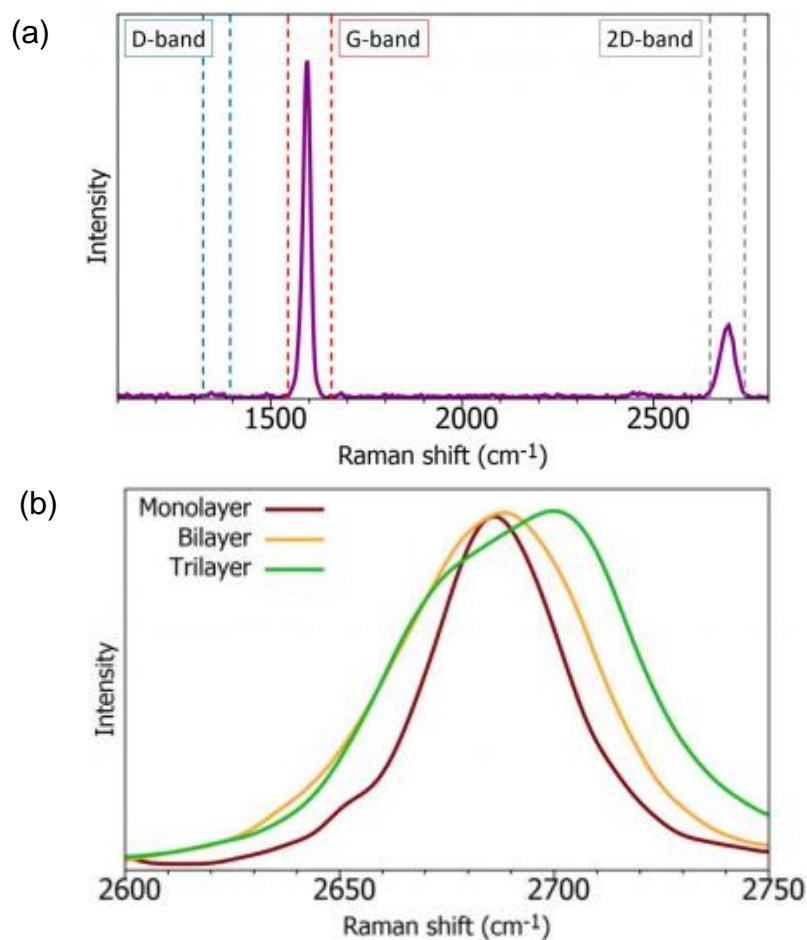 (a)
D-band G-band 2D-band
Intensity
1500 2000 2500
Raman shift (cm⁻¹)
(b)
Monolayer
Bilayer
Trilayer
Intensity
2600 2650 2700 2750
Raman shift (cm⁻¹)